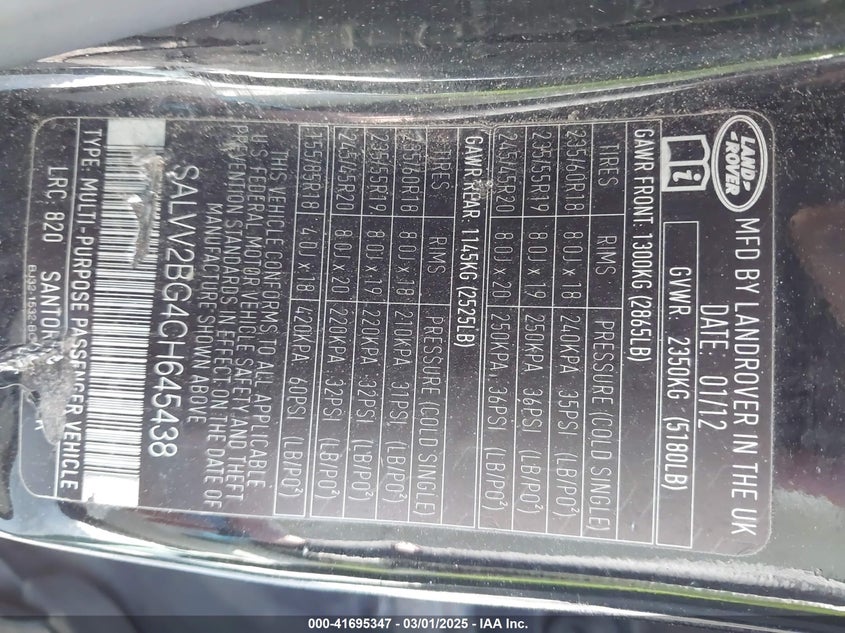 LAND-
-ROVER
MFD BY LANDROVER IN THE UK
DATE: 01/12
GVWR 2350KG (5180LB)
GAWR FRONT: 1300KG (2865LB)
TIRES RIMS PRESSURE (COLD SINGLE)
235/60R18 8.0J x 18 240KPA, 35PSI (LB/PO²)
235/55R19 8.0J x 19 250KPA, 36PSI (LB/PO²)
245/45R20 8.0J x 20 250KPA, 36PSI (LB/PO²)
GAWR REAR: 1145KG (2525LB)
TIRES RIMS PRESSURE (COLD SINGLE)
235/60R18 8.0J x 18 210KPA, 31PSI, (LB/PO²)
235/55R19 8.0J x 220KPA, 32PSI (LB/PO²)
245/45R20 8.0J x 20 220KPA, 32PSI (LB/PO²)
155/85R18 4.0J x 18 420KPA 60PSI (LB/PO²)
THIS VEHICLE CONFORMS TO ALL APPLICABLE
U.S. FEDERAL MOTOR VEHICLE SAFETY AND THEFT
PREVENTION STANDARDS IN EFFECT ON THE DATE OF
MANUFACTURE SHOWN ABOVE
SALVV2BG4CH645438
TYPE: MULTI-PURPOSE PASSENGER VEHICLE
LRC 820 SANTOR
000-41695347 - 03/01/2025 - IAA Inc.